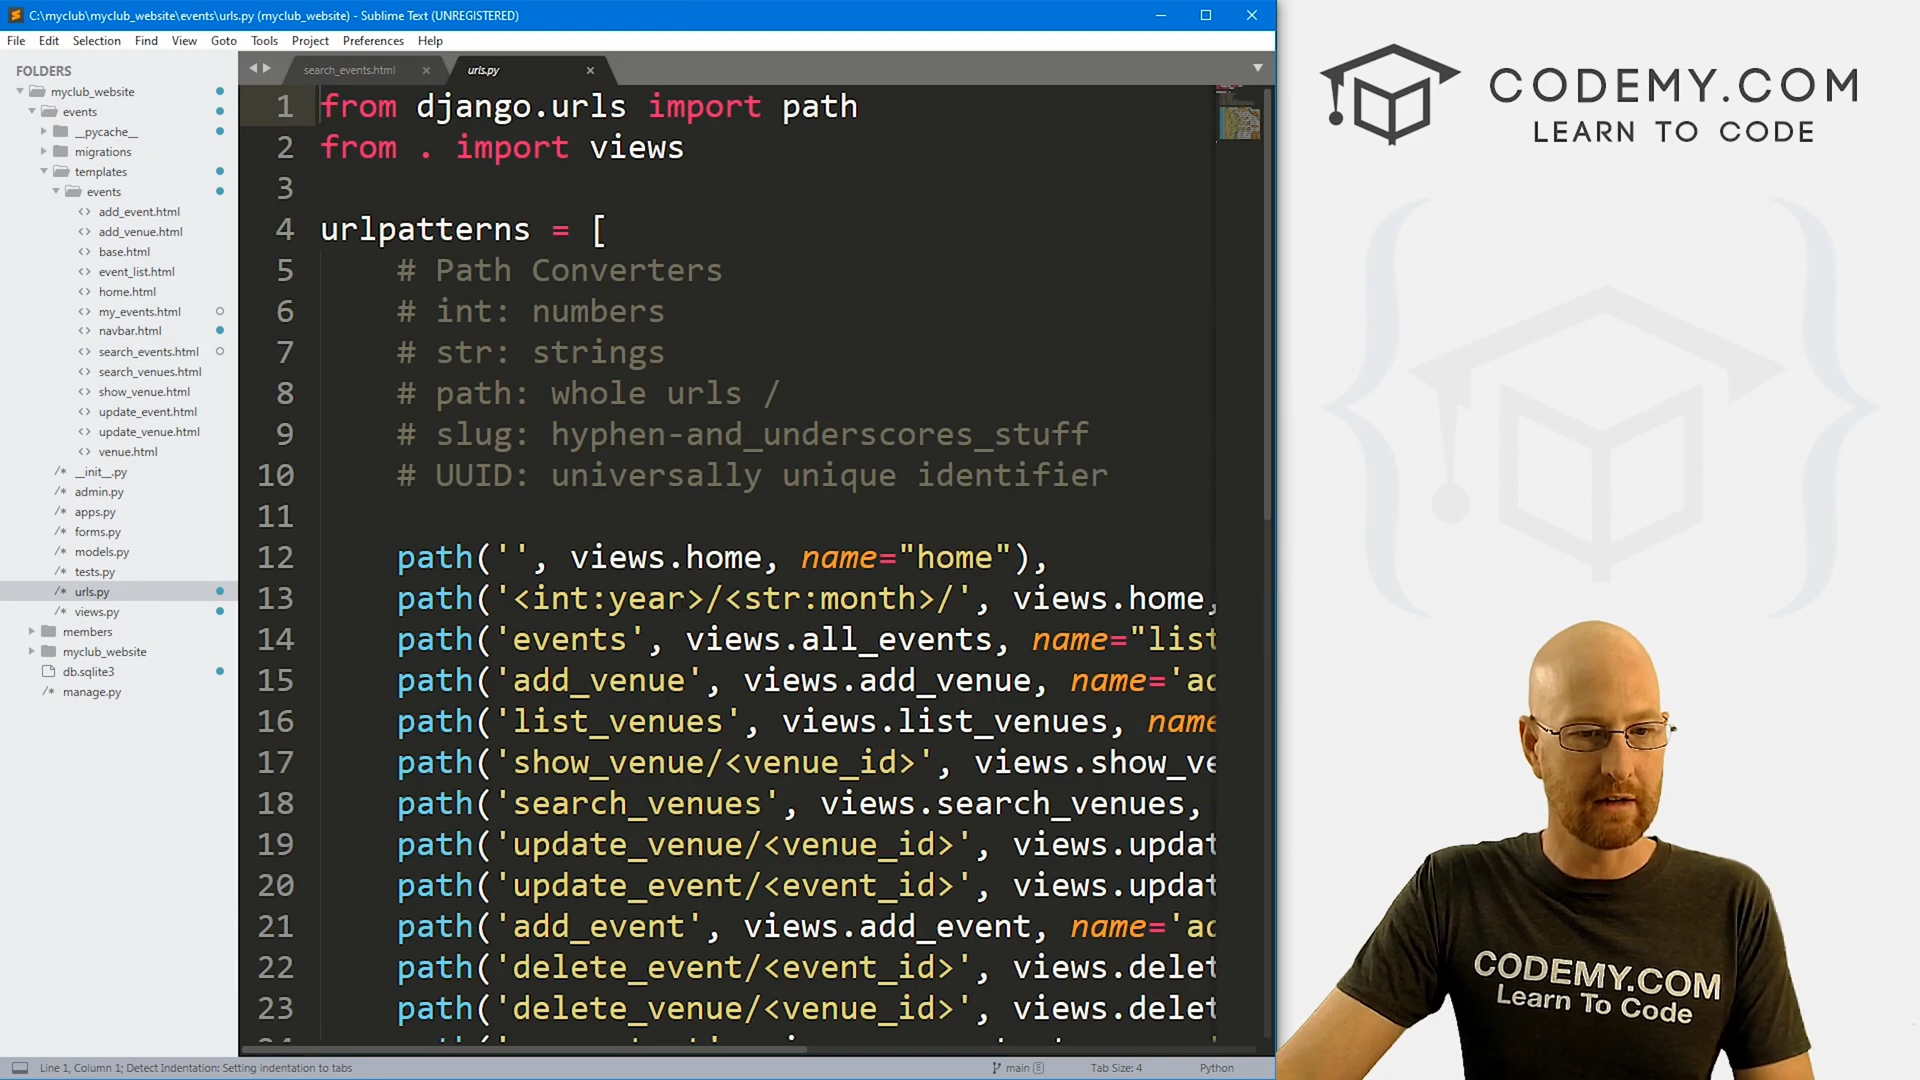 C:\myclub\myclub_website\events\urls.py (myclub_website) - Sublime Text (UNREGISTERED)
File Edit Selection Find View Goto Tools Project Preferences Help
FOLDERS
myclub_website
events
__pycache__
migrations
templates
events
add_event.html
add_venue.html
base.html
event_list.html
home.html
my_events.html
navbar.html
search_events.html
search_venues.html
show_venue.html
update_event.html
update_venue.html
venue.html
__init__.py
admin.py
apps.py
forms.py
models.py
tests.py
urls.py
views.py
members
myclub_website
db.sqlite3
manage.py
search_events.html urls.py
1 from django.urls import path
2 from . import views
3
4 urlpatterns = [
5 # Path Converters
6 # int: numbers
7 # str: strings
8 # path: whole urls /
9 # slug: hyphen-and_underscores_stuff
10 # UUID: universally unique identifier
11
12 path('', views.home, name="home"),
13 path('<int:year>/<str:month>/', views.home,
14 path('events', views.all_events, name="list
15 path('add_venue', views.add_venue, name='ad
16 path('list_venues', views.list_venues, name
17 path('show_venue/<venue_id>', views.show_ve
18 path('search_venues', views.search_venues,
19 path('update_venue/<venue_id>', views.updat
20 path('update_event/<event_id>', views.updat
21 path('add_event', views.add_event, name='ad
22 path('delete_event/<event_id>', views.delet
23 path('delete_venue/<venue_id>', views.delet
Line 1, Column 1; Detect Indentation: Setting indentation to tabs
main 8
Tab Size: 4
Python
CODEMY.COM
LEARN TO CODE
CODEMY.COM
Learn To Code